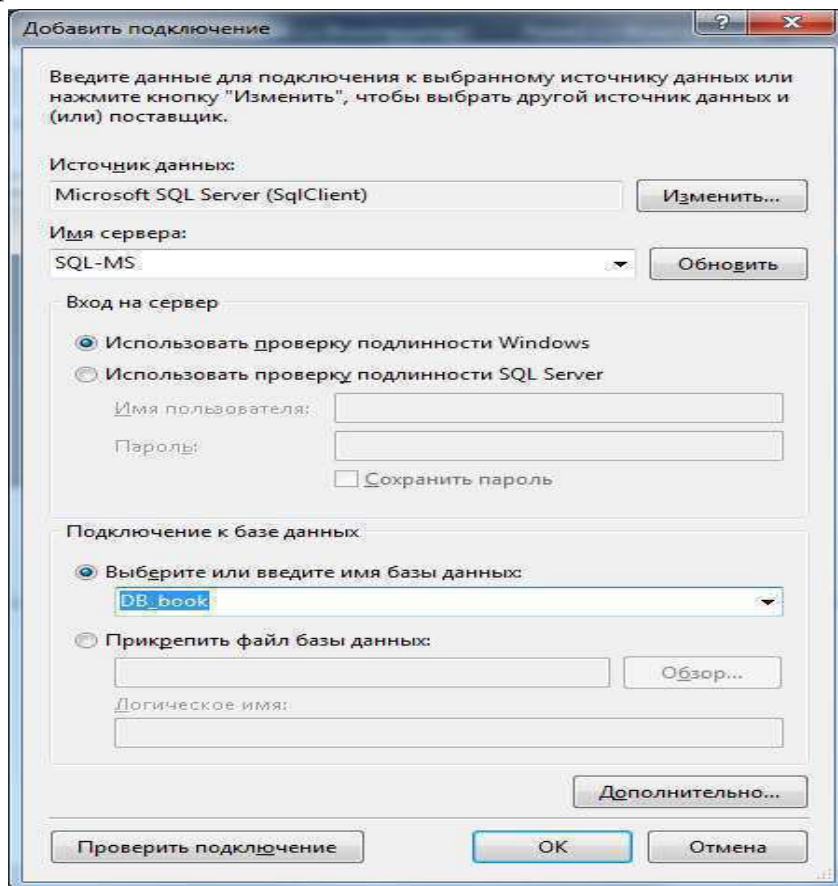 Добавить подключение
Введите данные для подключения к выбранному источнику данных или
нажмите кнопку "Изменить", чтобы выбрать другой источник данных и
(или) поставщик.
Источник данных:
Microsoft SQL Server (SqlClient)
Изменить...
Имя сервера:
SQL-MS
Обновить
Вход на сервер
Использовать проверку подлинности Windows
Использовать проверку подлинности SQL Server
Имя пользователя:
Пароль:
Сохранить пароль
Подключение к базе данных
Выберите или введите имя базы данных:
DB_book
Прикрепить файл базы данных:
Обзор...
Логическое имя:
Дополнительно...
Проверить подключение
ОК
Отмена